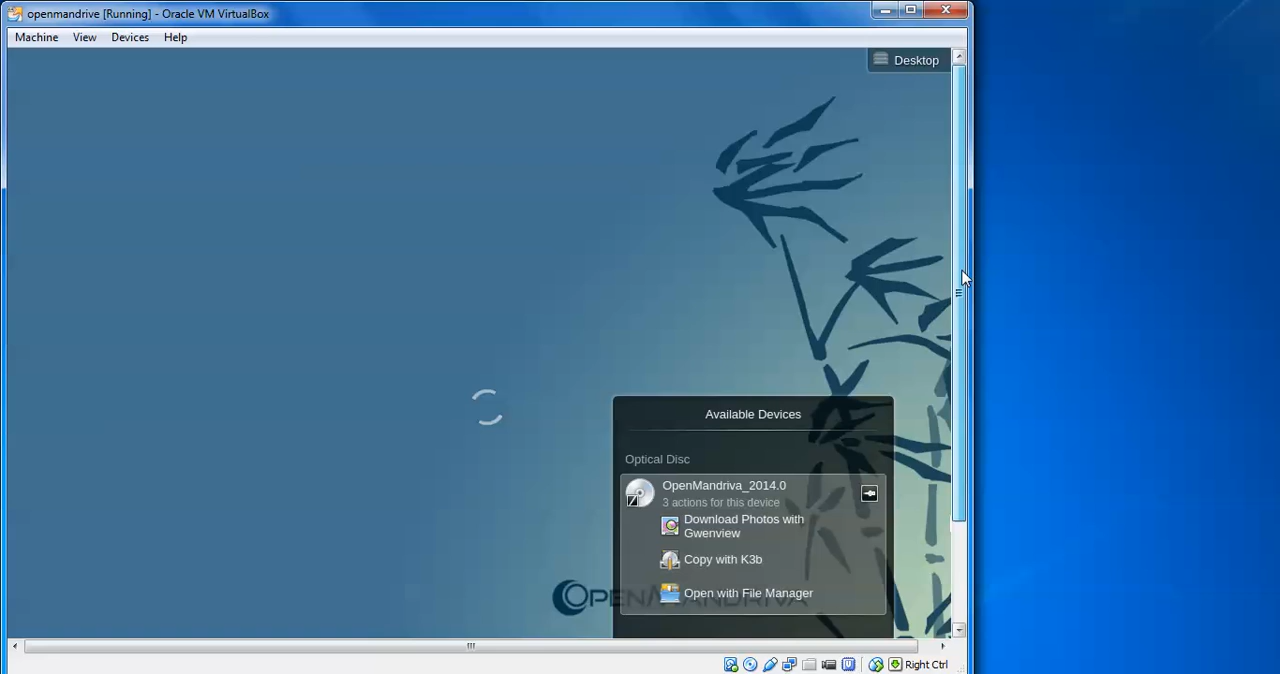 openmandrive [Running] - Oracle VM VirtualBox
Machine View Devices Help
Desktop
Available Devices
Optical Disc
OpenMandriva_2014.0
3 actions for this device
Download Photos with
Gwenview
Copy with K3b
Open with File Manager
OPENMANDRIVA
Right Ctrl